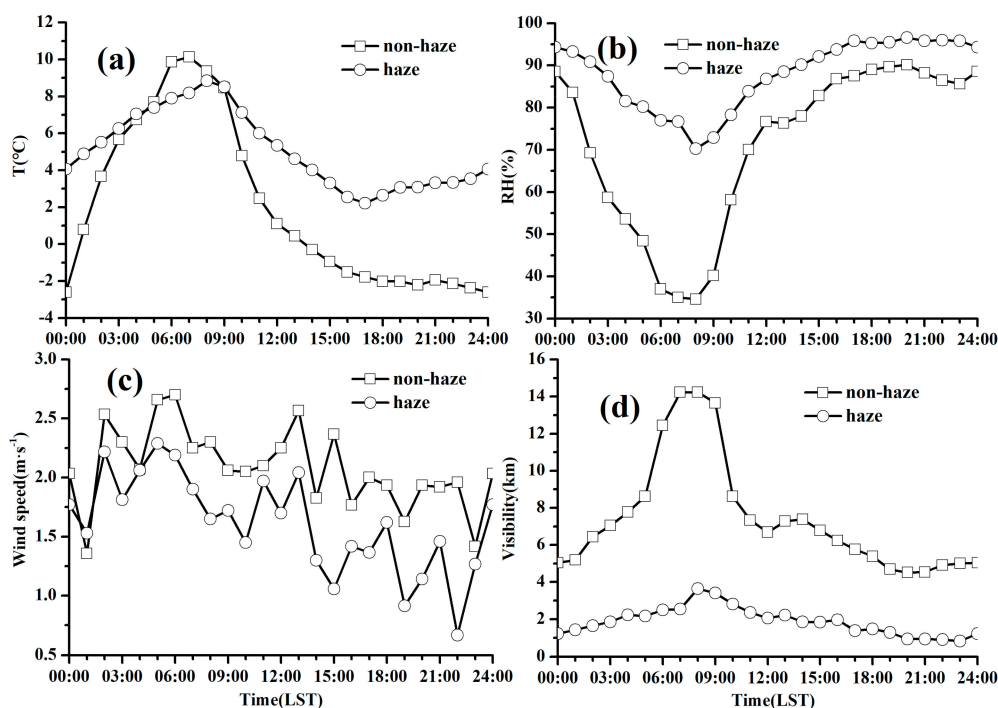 (a)
non-haze
haze
T(°C)
12
10
8
6
4
2
0
-2
-4
00:00 03:00 06:00 09:00 12:00 15:00 18:00 21:00 24:00
(b)
non-haze
haze
RH(%)
100
90
80
70
60
50
40
30
00:00 03:00 06:00 09:00 12:00 15:00 18:00 21:00 24:00
(c)
non-haze
haze
Wind speed(m·s⁻¹)
3.0
2.5
2.0
1.5
1.0
0.5
00:00 03:00 06:00 09:00 12:00 15:00 18:00 21:00 24:00
Time(LST)
(d)
non-haze
haze
Visibility(km)
16
14
12
10
8
6
4
2
0
00:00 03:00 06:00 09:00 12:00 15:00 18:00 21:00 24:00
Time(LST)